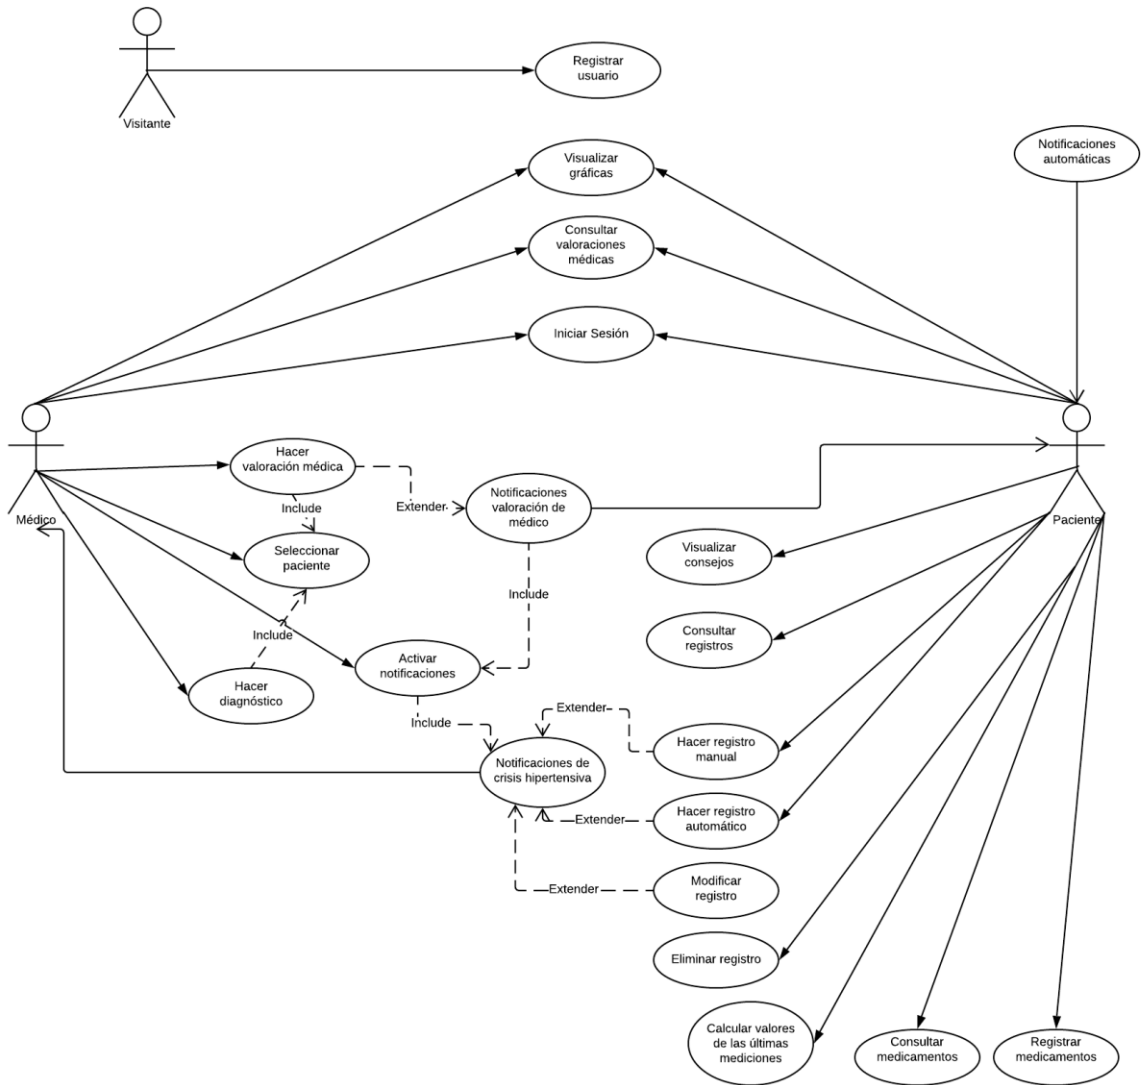 Registrar
usuario
Visitante
Notificaciones
automáticas
Visualizar
gráficas
Consultar
valoraciones
médicas
Iniciar Sesión
Hacer
valoración médica
Extender
Notificaciones
valoración de
médico
Include
Médico
Paciente
Seleccionar
paciente
Visualizar
consejos
Include
Include
Consultar
registros
Activar
notificaciones
Hacer
diagnóstico
Include
Extender
Hacer registro
manual
Notificaciones de
crisis hipertensiva
Extender
Hacer registro
automático
Extender
Modificar
registro
Eliminar registro
Calcular valores
de las últimas
mediciones
Consultar
medicamentos
Registrar
medicamentos